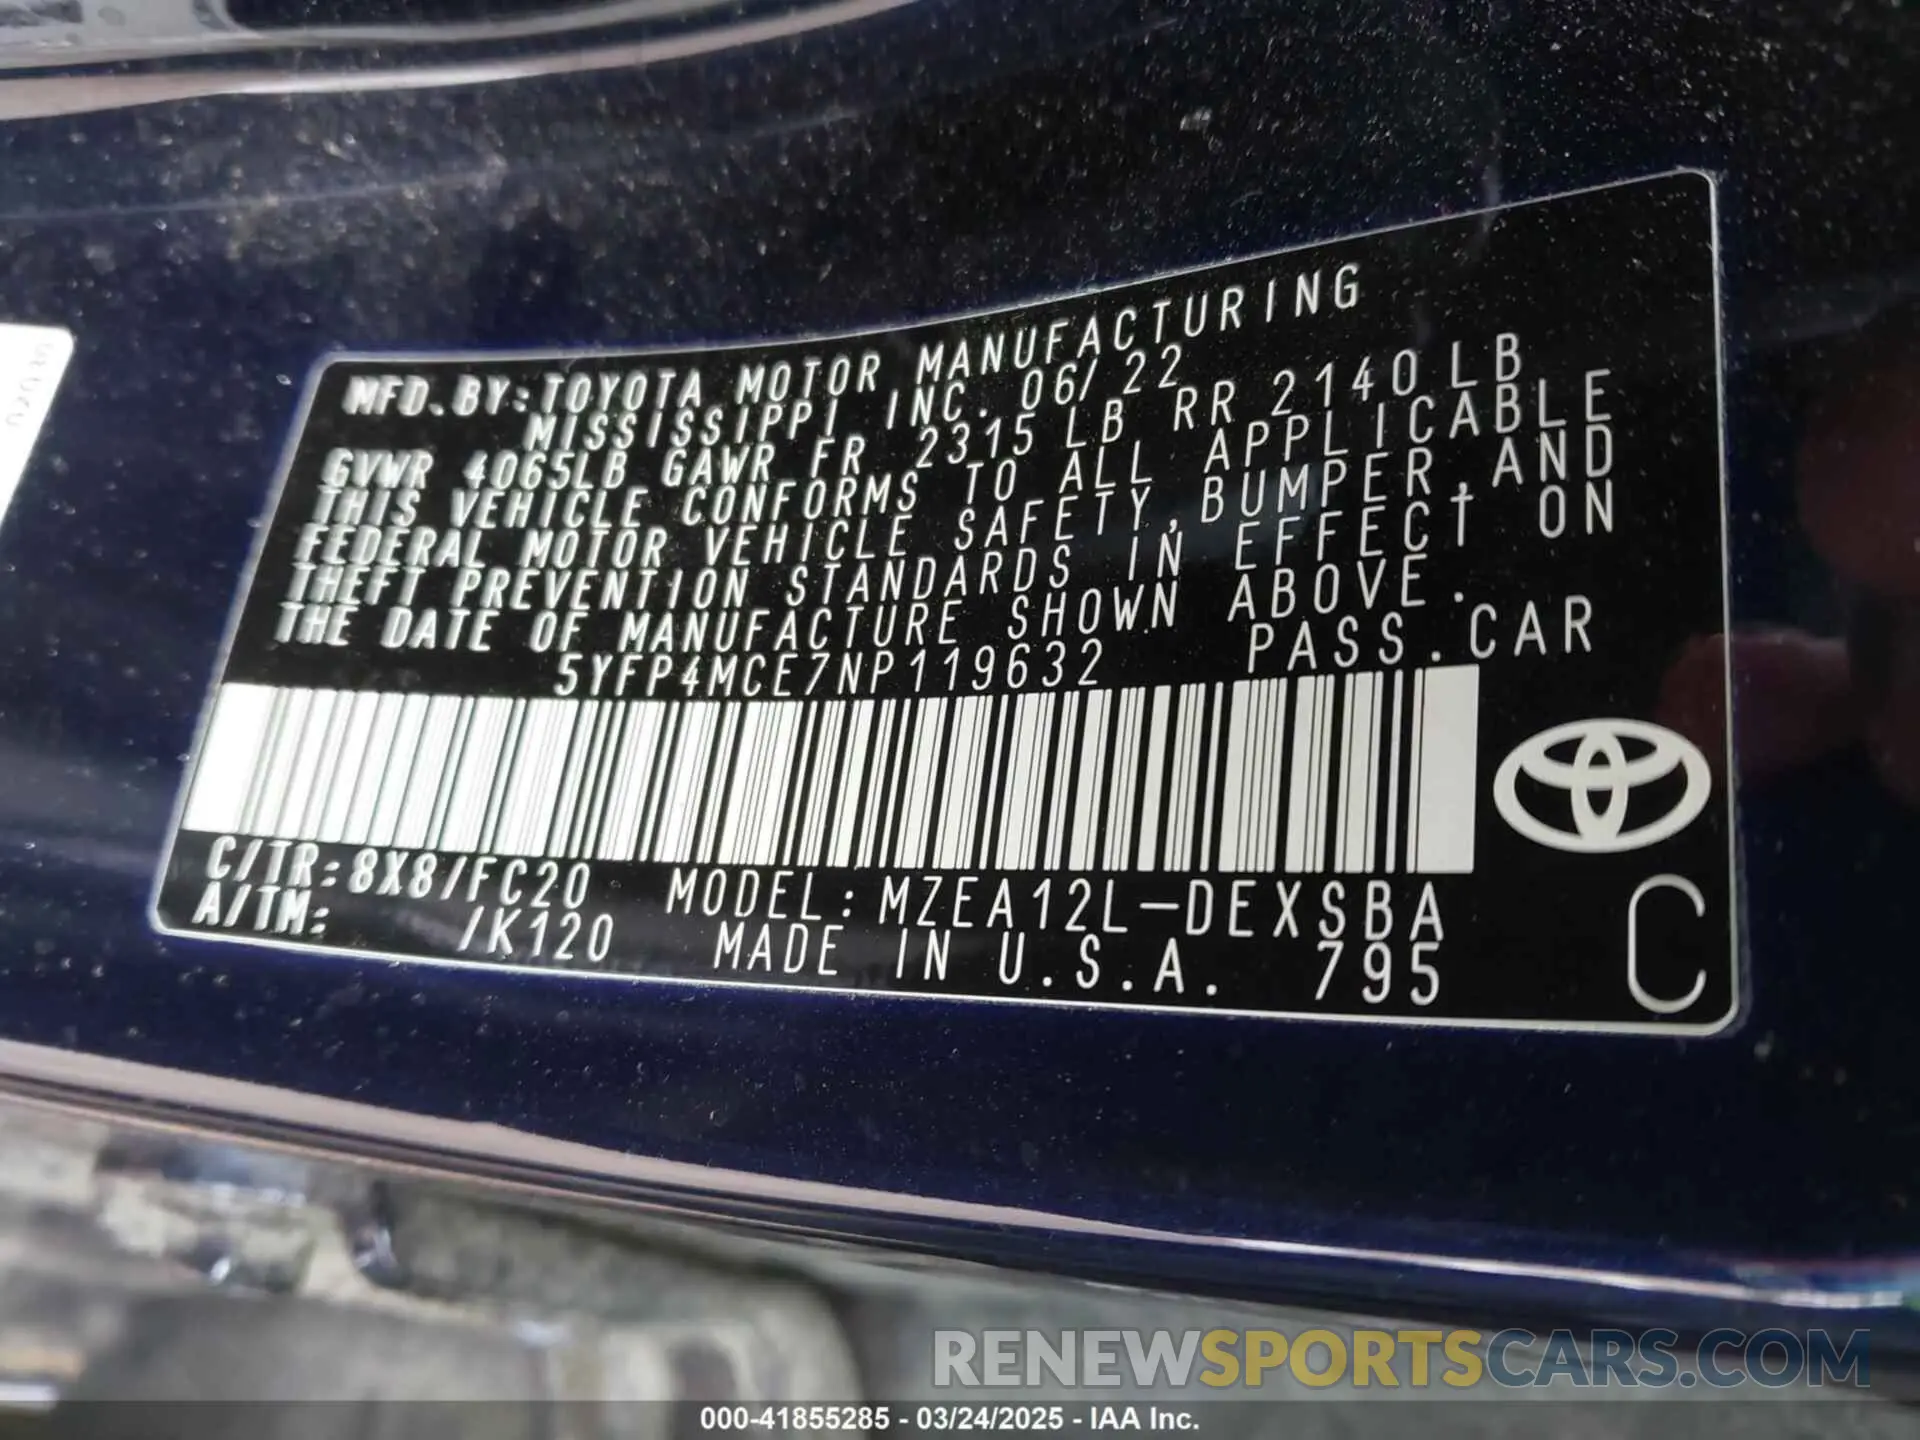 MFD.BY:TOYOTA MOTOR MANUFACTURING
MISSISSIPPI INC. 06/22
GVWR 4065LB GAWR FR 2315LB RR 2140LB
THIS VEHICLE CONFORMS TO ALL APPLICABLE
FEDERAL MOTOR VEHICLE SAFETY,BUMPER,AND
THEFT PREVENTION STANDARDS IN EFFECT ON
THE DATE OF MANUFACTURE SHOWN ABOVE.
5YFP4MCE7NP119632 PASS.CAR
C/TR:8X8/FC20 MODEL:MZEA12L-DEXSBA
A/TM: /K120 MADE IN U.S.A. 795
C
RENEWSPORTSCARS.COM
000-41855285 - 03/24/2025 - IAA Inc.